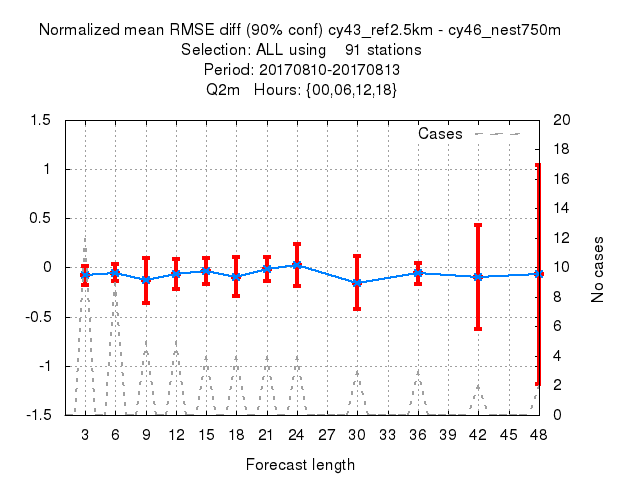 Normalized mean RMSE diff (90% conf) cy43_ref2.5km - cy46_nest750m
Selection: ALL using 91 stations
Period: 20170810-20170813
Q2m Hours: {00,06,12,18}
1.5
1
0.5
0
-0.5
-1
-1.5
Cases
20
18
16
14
12
10
8
6
4
2
0
No cases
3 6 9 12 15 18 21 24 27 30 33 36 39 42 45 48
Forecast length